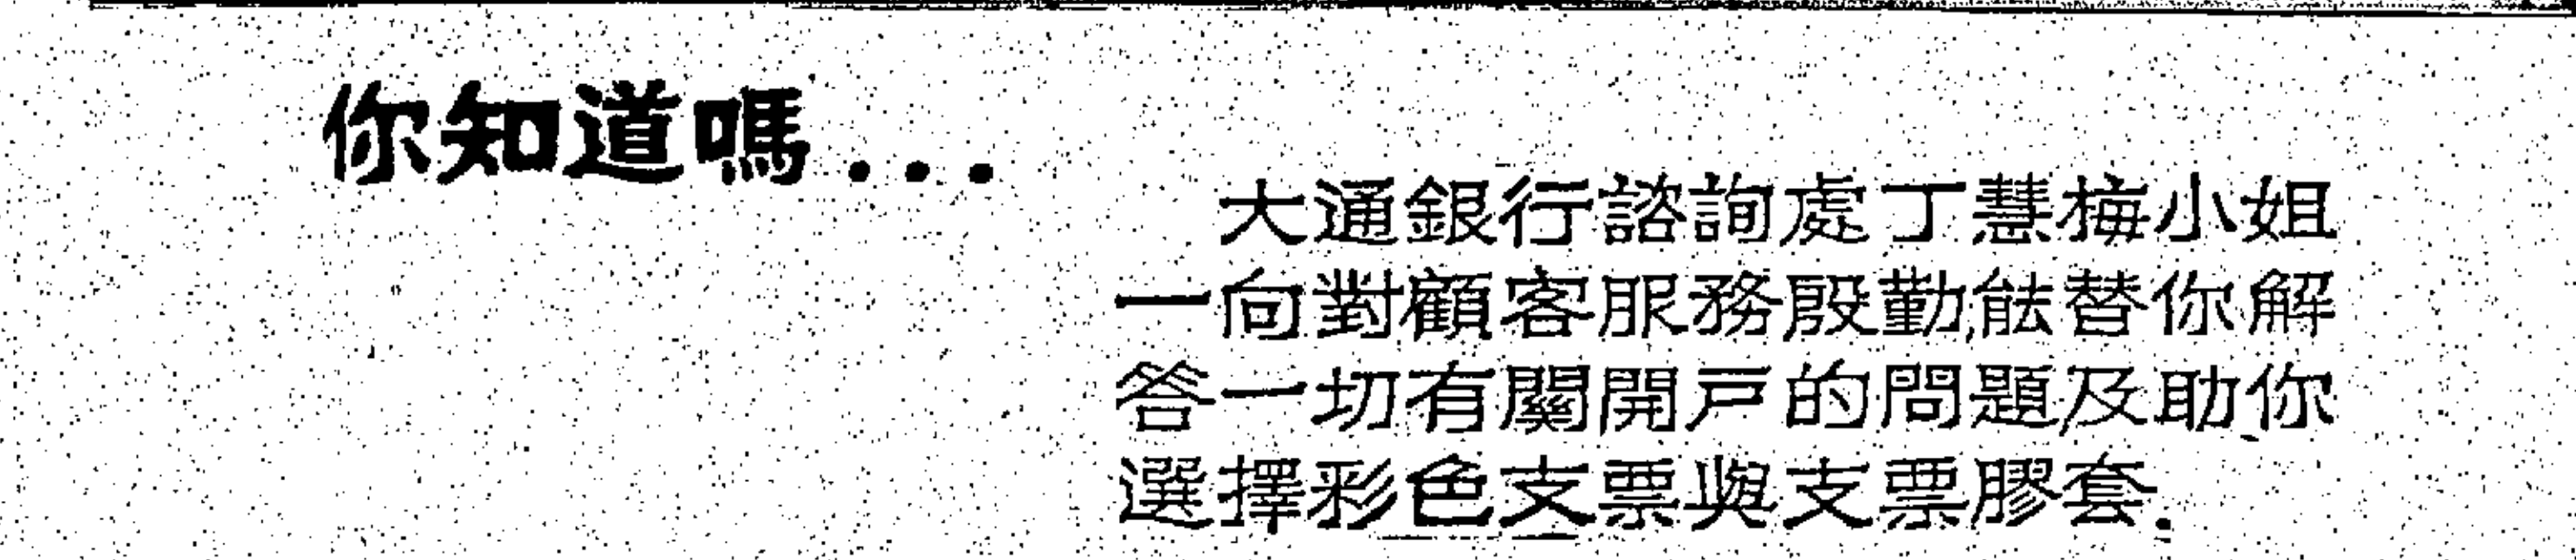 你知道嗎...
大通銀行諮詢處丁慧梅小姐
一向對顧客服務殷勤,能替你解
答一切有關開戶的問題及助你
選擇彩色支票與支票膠套.